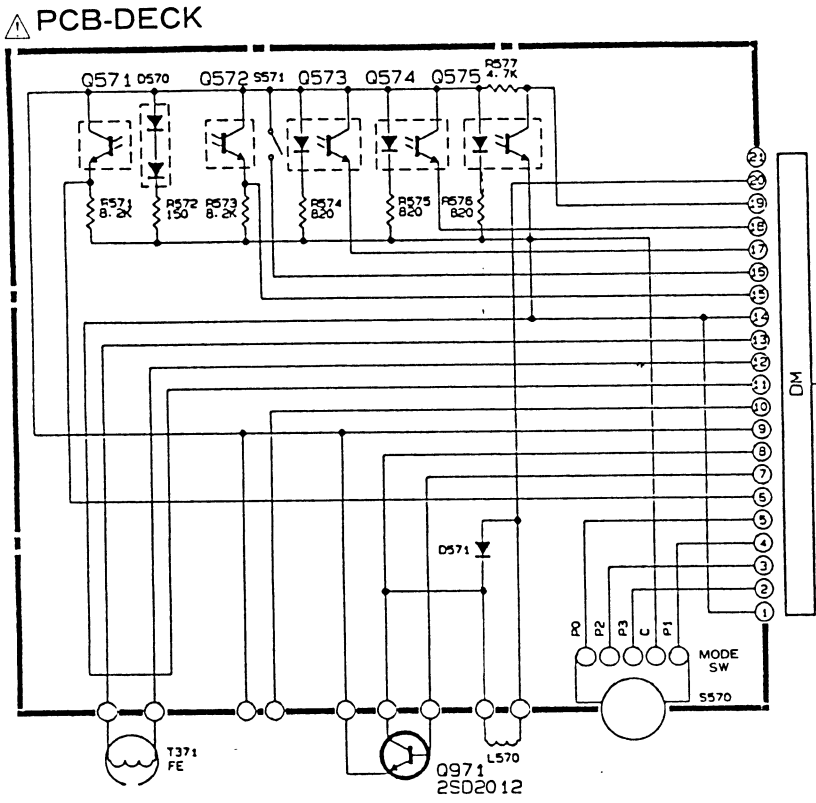 PCB-DECK
Q571
D570
Q572
S571
Q573
Q574
Q575
R577
4.7K
R571
8.2K
R572
150
R573
8.2K
R574
820
R575
820
R576
820
21
20
19
18
17
16
15
14
13
12
11
10
9
8
7
6
5
4
3
2
1
DM
D571
P0
P2
P3
C
P1
MODE
SW
S570
T371
FE
Q971
2SD2012
L570